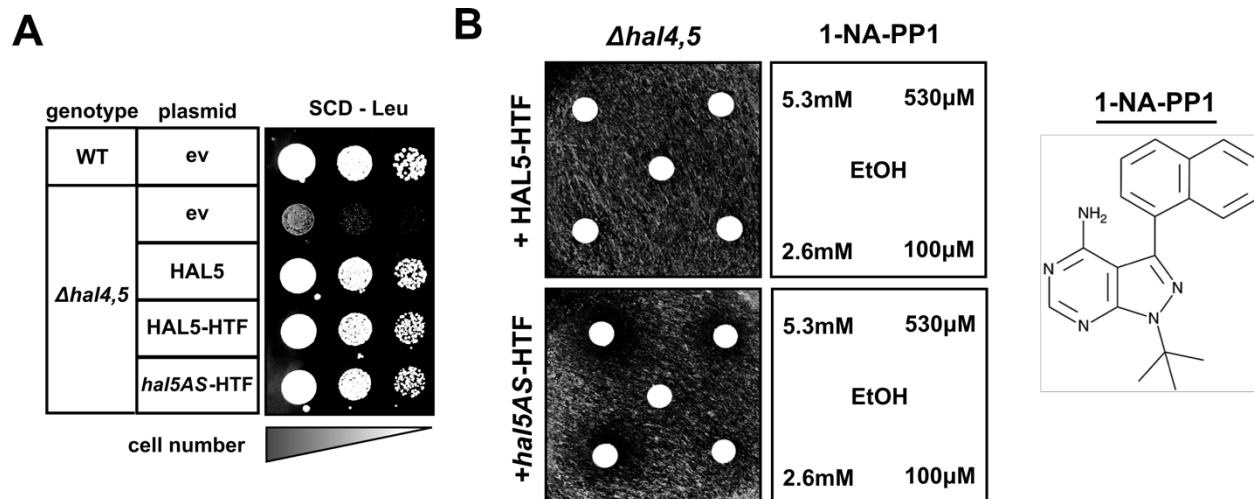 A
genotype plasmid SCD - Leu
WT ev
Δhal4,5
ev
HAL5
HAL5-HTF
hal5AS-HTF
cell number
B
Δhal4,5 1-NA-PP1
+ HAL5-HTF
5.3mM 530μM
EtOH
2.6mM 100μM
+hal5AS-HTF
5.3mM 530μM
EtOH
2.6mM 100μM
1-NA-PP1
NH2
N
N
N
N
N